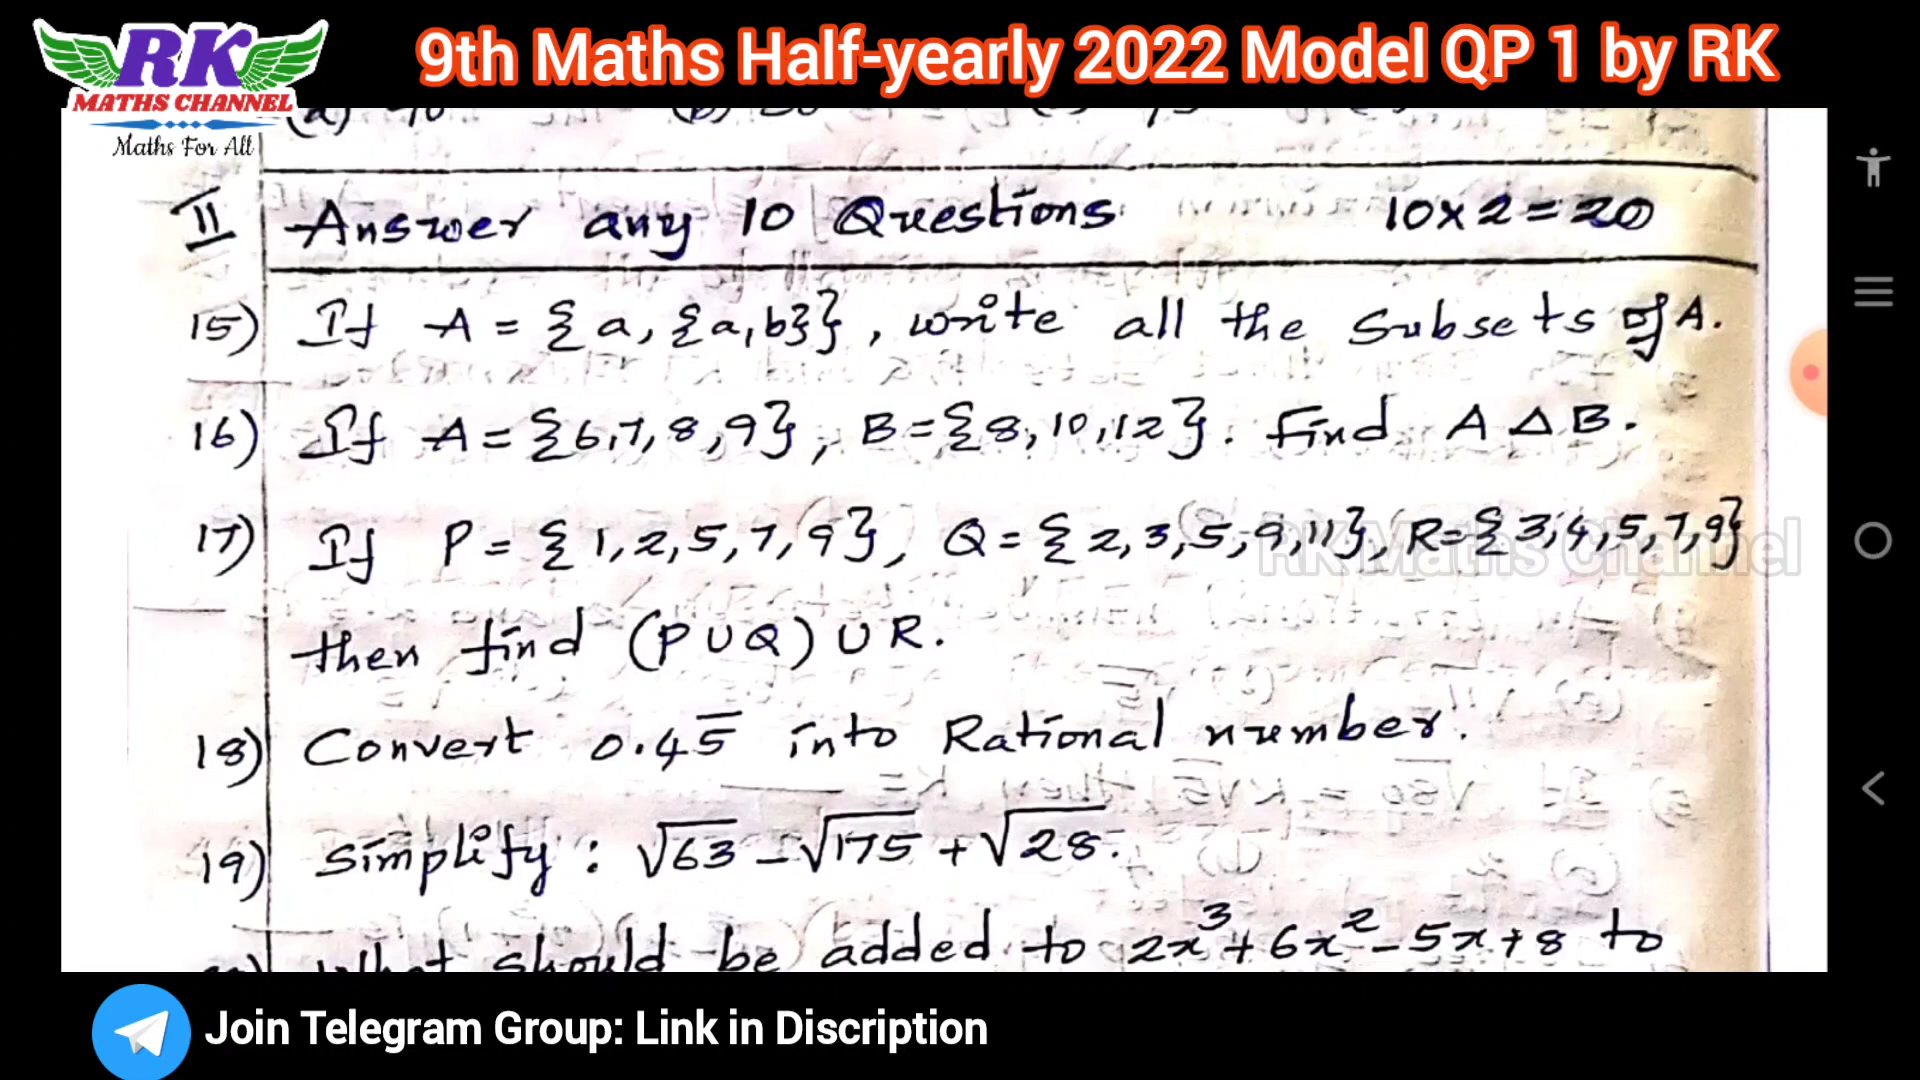 RK
MATHS CHANNEL
Maths For All
9th Maths Half-yearly 2022 Model QP 1 by RK
II Answer any 10 Questions 10x2=20
15) If A = {a, {a,b}}, write all the subsets of A.
16) If A = {6,7,8,9}, B = {8,10,12}. Find A Δ B.
17) If P = {1,2,5,7,9}, Q = {2,3,5,9,11}, R={3,4,5,7,9}
then find (P ∪ Q) ∪ R.
RK Maths Channel
18) Convert 0.45̅ into Rational number.
19) Simplify: √63 - √175 + √28.
What should be added to 2x³+6x²-5x+8 to
Join Telegram Group: Link in Discription